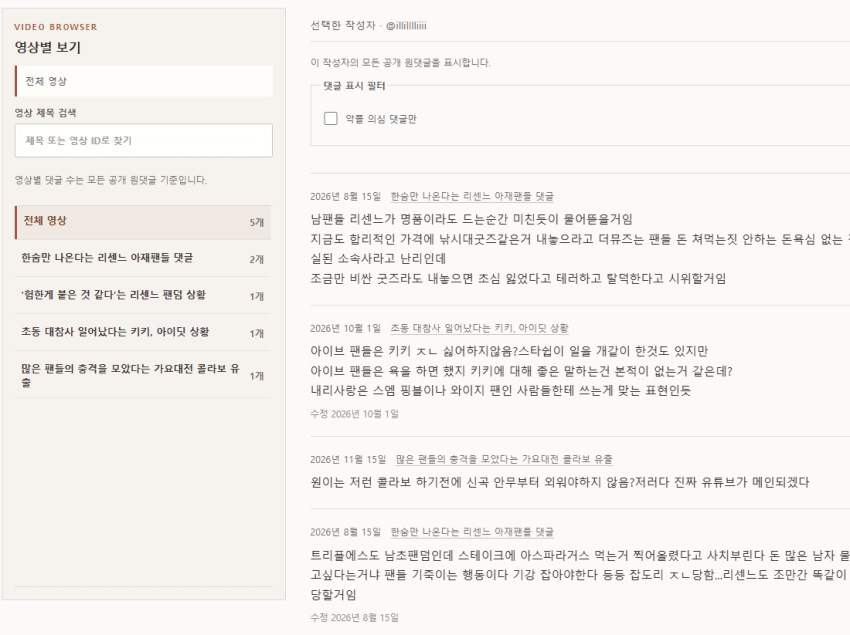 VIDEO BROWSER
영상별 보기
전체 영상
영상 제목 검색
제목 또는 영상 ID로 찾기
영상별 댓글 수는 모든 공개 원댓글 기준입니다.
전체 영상 5개
한숨만 나온다는 리센느 아재팬들 댓글 2개
'험한게 붙은 것 같다'는 리센느 팬덤 상황 1개
초동 대참사 일어났다는 키키, 아이딧 상황 1개
많은 팬들의 충격을 모았다는 가요대전 콜라보 유
출 1개
선택한 작성자 ·
이 작성자의 모든 공개 원댓글을 표시합니다.
댓글 표시 필터
악플 의심 댓글만
2026년 8월 15일 한숨만 나온다는 리센느 아재팬들 댓글
남팬들 리센느가 명품이라도 드는순간 미친듯이 물어뜯을거임
지금도 합리적인 가격에 낚시대굿즈같은거 내놓으라고 더뮤즈는 팬들 돈 쳐먹는짓 안하는 돈욕심 없는
실된 소속사라고 난리인데
조금만 비싼 굿즈라도 내놓으면 초심 잃었다고 테러하고 탈덕한다고 시위할거임
2026년 10월 1일 초동 대참사 일어났다는 키키, 아이딧 상황
아이브 팬들은 키키 ㅈㄴ 싫어하지않음?스타쉽이 일을 개같이 한것도 있지만
아이브 팬들은 욕을 하면 했지 키키에 대해 좋은 말하는건 본적이 없는거 같은데?
내리사랑은 스엠 핑블이나 와이지 팬인 사람들한테 쓰는게 맞는 표현인듯
수정 2026년 10월 1일
2026년 11월 15일 많은 팬들의 충격을 모았다는 가요대전 콜라보 유출
원이는 저런 콜라보 하기전에 신곡 안무부터 외워야하지 않음?저러다 진짜 유튜브가 메인되겠다
2026년 8월 15일 한숨만 나온다는 리센느 아재팬들 댓글
트리플에스도 남초팬덤인데 스테이크에 아스파라거스 먹는거 찍어올렸다고 사치부린다 돈 많은 남자 물
고싶다는거냐 팬들 기죽이는 행동이다 기강 잡아야한다 등등 잡도리 ㅈㄴ당함...리센느도 조만간 똑같이
당할거임
수정 2026년 8월 15일